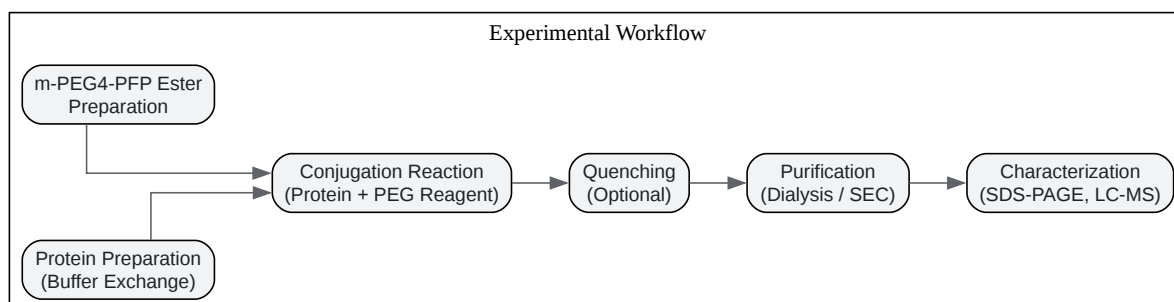 Experimental Workflow
m-PEG4-PFP Ester
Preparation
Conjugation Reaction
(Protein + PEG Reagent)
Quenching
(Optional)
Purification
(Dialysis / SEC)
Characterization
(SDS-PAGE, LC-MS)
Protein Preparation
(Buffer Exchange)